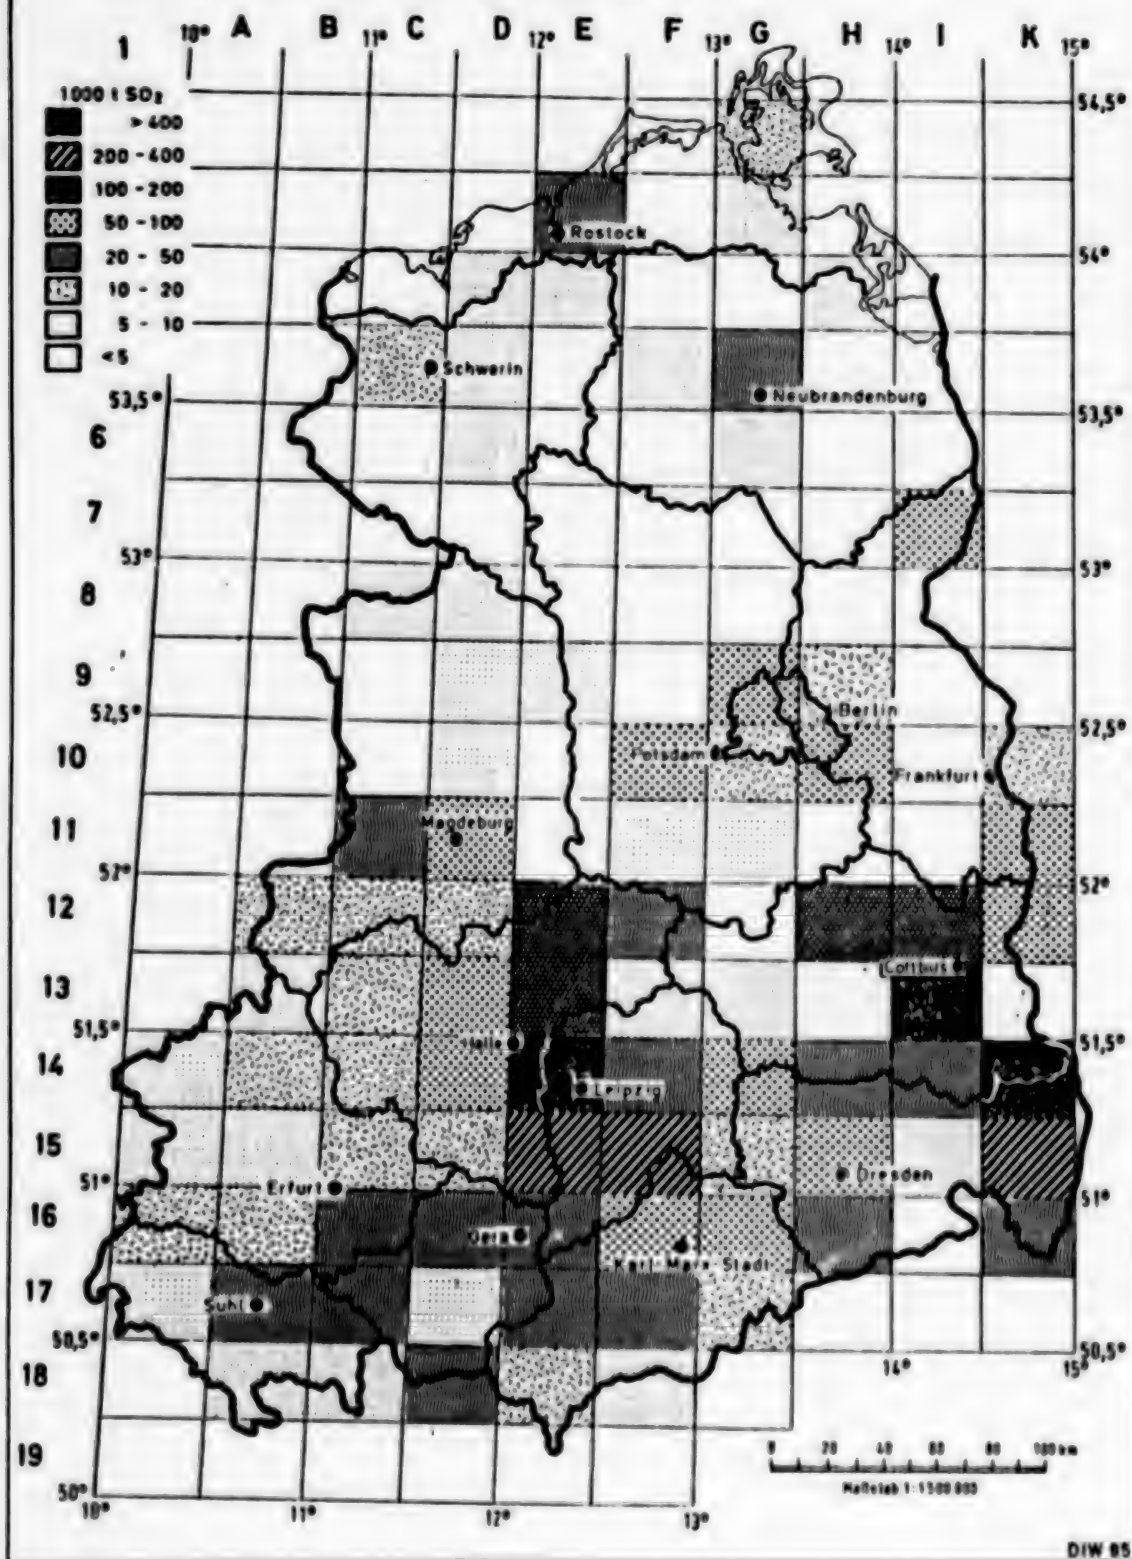 A B C D E F G H I K
1 10° 11° 12° 13° 14° 15°
1000 t SO₂
> 400
200 - 400
100 - 200
50 - 100
20 - 50
10 - 20
5 - 10
< 5
54,5°
Rostock
54°
Schwerin
Neubrandenburg
53,5° 53,5°
6
7
53° 53°
8
9
Berlin
52,5° 52,5°
10 Potsdam Frankfurt
11 Magdeburg
52° 52°
12
Cottbus
13
51,5° 51,5°
Halle
14 Leipzig
15 Dresden
51° Erfurt 51°
16 Gera
Karl-Marx-Stadt
17 Suhl
50,5° 50,5°
14° 15°
18
19
0 20 40 60 80 100 km
Maßstab 1:1500 000
50°
10° 11° 12° 13°
DIW 85